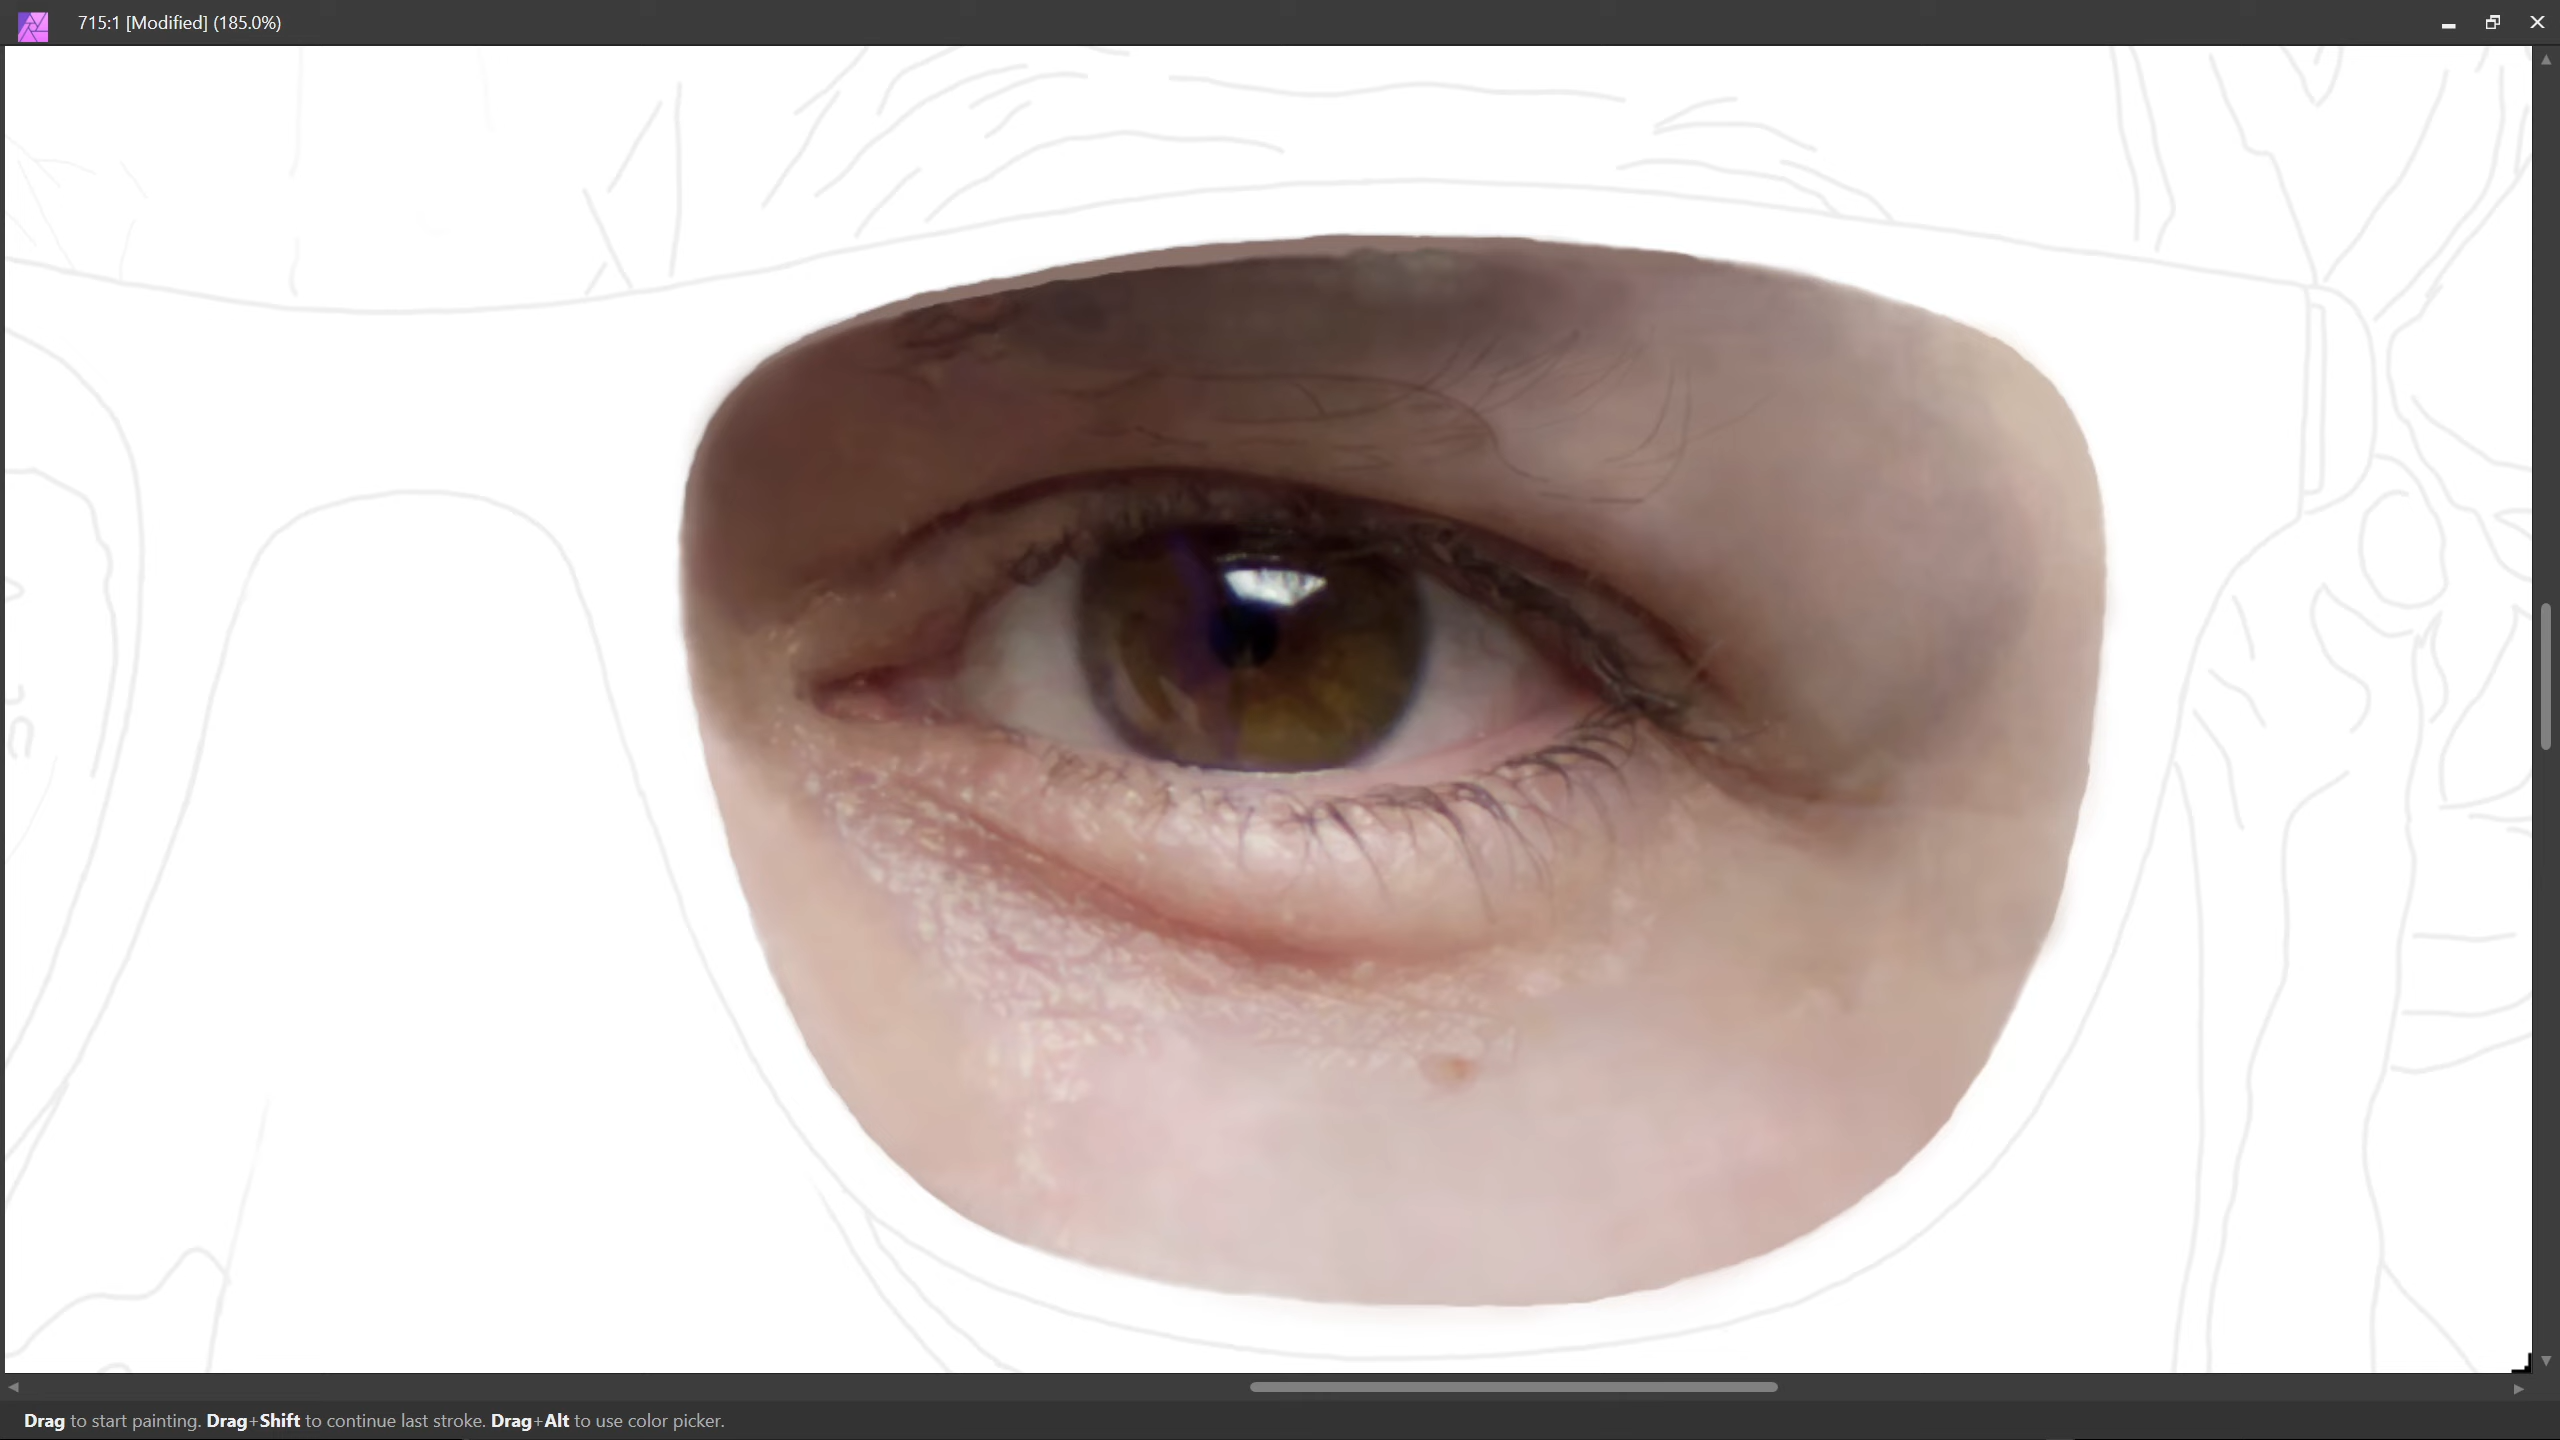 715:1 [Modified] (185.0%)
Drag to start painting. Drag+Shift to continue last stroke. Drag+Alt to use color picker.